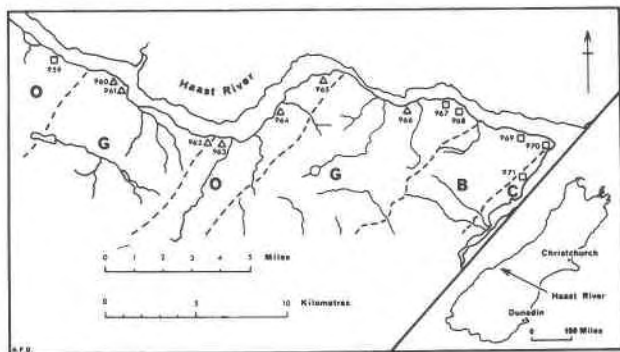 Haast River
959
960
961
962
963
964
965
966
967
968
969
970
971
O
G
O
G
B
C
0 1 2 3 4 5
Miles
0 5 10
Kilometres
Christchurch
Haast River
Dunedin
0 100 Miles